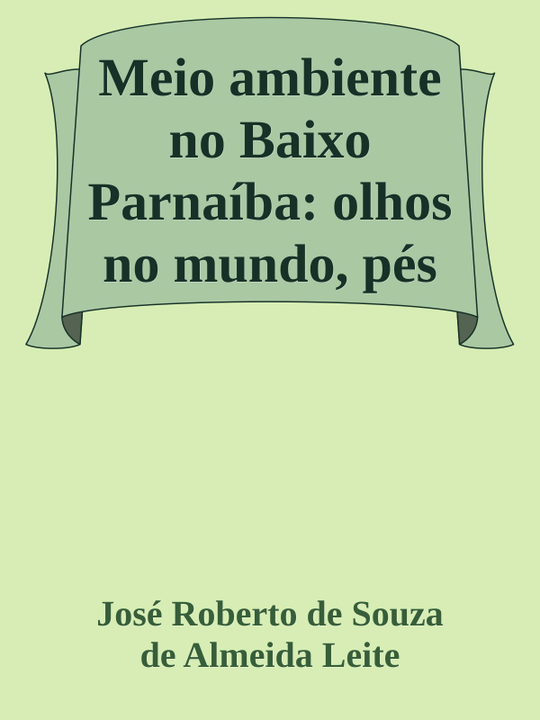 Meio ambiente
no Baixo
Parnaíba: olhos
no mundo, pés
José Roberto de Souza
de Almeida Leite